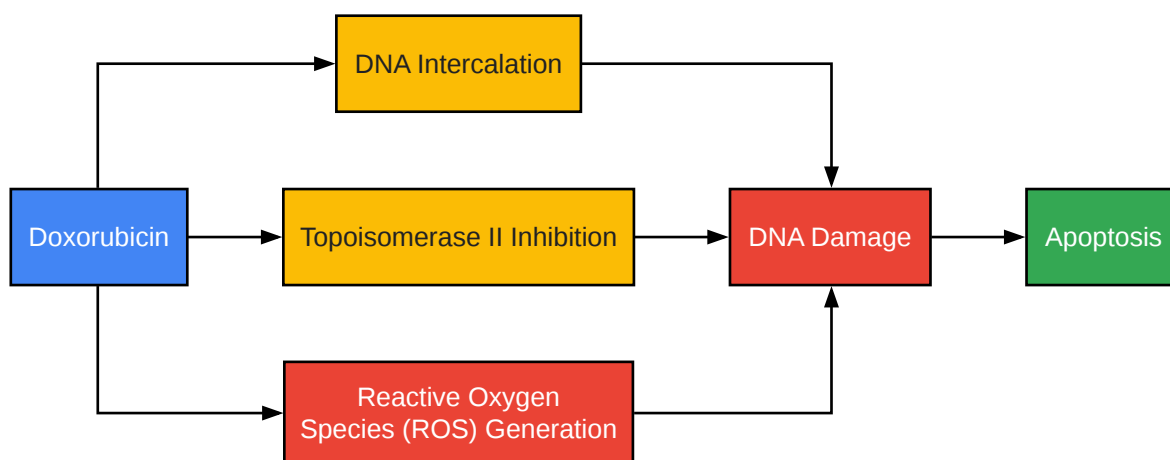 DNA Intercalation
Doxorubicin
Topoisomerase II Inhibition
DNA Damage
Apoptosis
Reactive Oxygen
Species (ROS) Generation